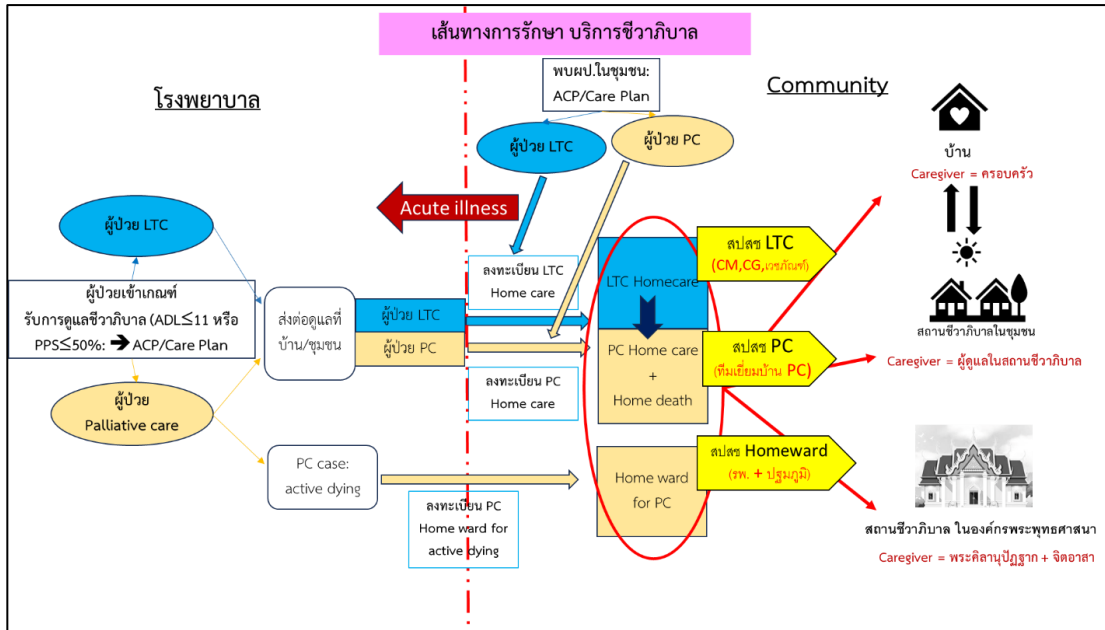 เส้นทางการรักษา บริการชีวาภิบาล
โรงพยาบาล
พบผป.ในชุมชน:
ACP/Care Plan
Community
ผู้ป่วย LTC
ผู้ป่วย PC
บ้าน
Caregiver = ครอบครัว
Acute illness
ผู้ป่วย LTC
ผู้ป่วยเข้าเกณฑ์
รับการดูแลชีวาภิบาล (ADL≤11 หรือ
PPS≤50%: ➔ ACP/Care Plan
ผู้ป่วย
Palliative care
ส่งต่อดูแลที่
บ้าน/ชุมชน
ผู้ป่วย LTC
ผู้ป่วย PC
ลงทะเบียน LTC
Home care
ลงทะเบียน PC
Home care
LTC Homecare
PC Home care
+
Home death
สปสช LTC
(CM,CG,เวชภัณฑ์)
สปสช PC
(ทีมเยี่ยมบ้าน PC)
สถานชีวาภิบาลในชุมชน
Caregiver = ผู้ดูแลในสถานชีวาภิบาล
PC case:
active dying
ลงทะเบียน PC
Home ward for
active dying
Home ward
for PC
สปสช Homeward
(รพ. + ปฐมภูมิ)
สถานชีวาภิบาล ในองค์กรพระพุทธศาสนา
Caregiver = พระคิลานุปัฏฐาก + จิตอาสา